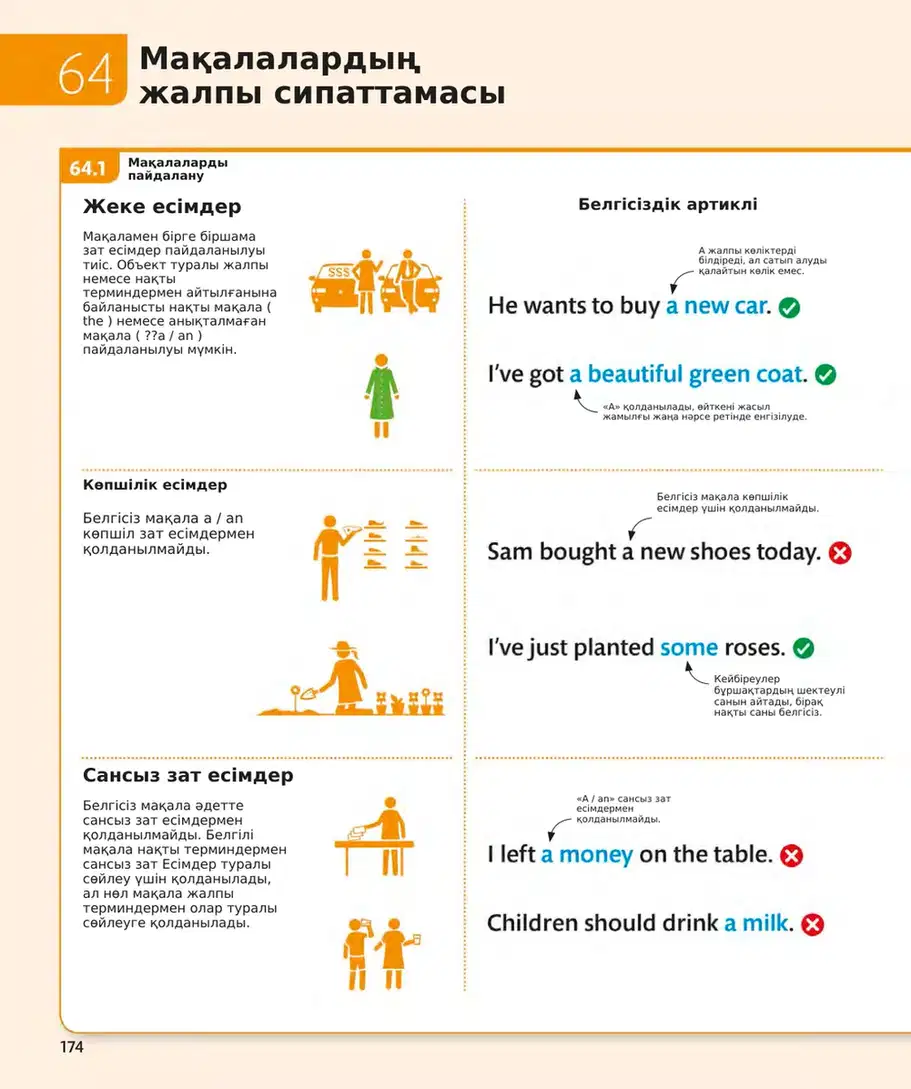 64
Мақалалардың
жалпы сипаттамасы
64.1
Мақалаларды
пайдалану
Жеке есімдер
Мақаламен бірге біршама
зат есімдер пайдаланылуы
тиіс. Объект туралы жалпы
немесе нақты
терминдермен айтылғанына
байланысты нақты мақала (
the ) немесе анықталмаған
мақала ( ??a / an )
пайдаланылуы мүмкін.
$$$
Белгісіздік артиклі
А жалпы көліктерді
білдіреді, ал сатып алуды
қалайтын көлік емес.
He wants to buy a new car.
I've got a beautiful green coat.
«А» қолданылады, өйткені жасыл
жамылғы жаңа нәрсе ретінде енгізілуде.
Көпшілік есімдер
Белгісіз мақала a / an
көпшіл зат есімдермен
қолданылмайды.
Белгісіз мақала көпшілік
есімдер үшін қолданылмайды.
Sam bought a new shoes today.
I've just planted some roses.
Кейбіреулер
бұршақтардың шектеулі
санын айтады, бірақ
нақты саны белгісіз.
Сансыз зат есімдер
Белгісіз мақала әдетте
сансыз зат есімдермен
қолданылмайды. Белгілі
мақала нақты терминдермен
сансыз зат Есімдер туралы
сөйлеу үшін қолданылады,
ал нөл мақала жалпы
терминдермен олар туралы
сөйлеуге қолданылады.
«A / an» сансыз зат
есімдермен
қолданылмайды.
I left a money on the table.
Children should drink a milk.
174